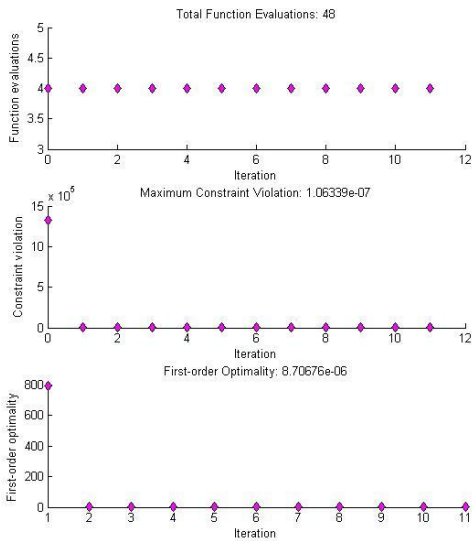 Total Function Evaluations: 48
Function evaluations
5
4.5
4
3.5
3
0 2 4 6 8 10 12
Iteration
Maximum Constraint Violation: 1.06339e-07
x 10^5
Constraint violation
15
10
5
0
0 2 4 6 8 10 12
Iteration
First-order Optimality: 8.70676e-06
First-order optimality
800
600
400
200
0
1 2 3 4 5 6 7 8 9 10 11
Iteration